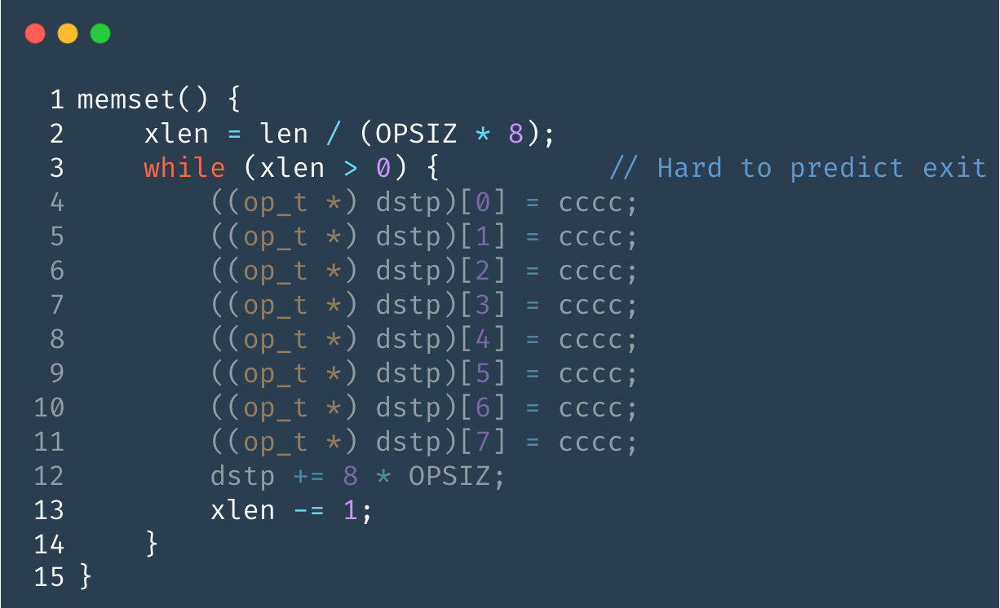 1 memset() {
2     xlen = len / (OPSIZ * 8);
3     while (xlen > 0) {          // Hard to predict exit
4         ((op_t *) dstp)[0] = cccc;
5         ((op_t *) dstp)[1] = cccc;
6         ((op_t *) dstp)[2] = cccc;
7         ((op_t *) dstp)[3] = cccc;
8         ((op_t *) dstp)[4] = cccc;
9         ((op_t *) dstp)[5] = cccc;
10         ((op_t *) dstp)[6] = cccc;
11         ((op_t *) dstp)[7] = cccc;
12         dstp += 8 * OPSIZ;
13         xlen -= 1;
14     }
15 }